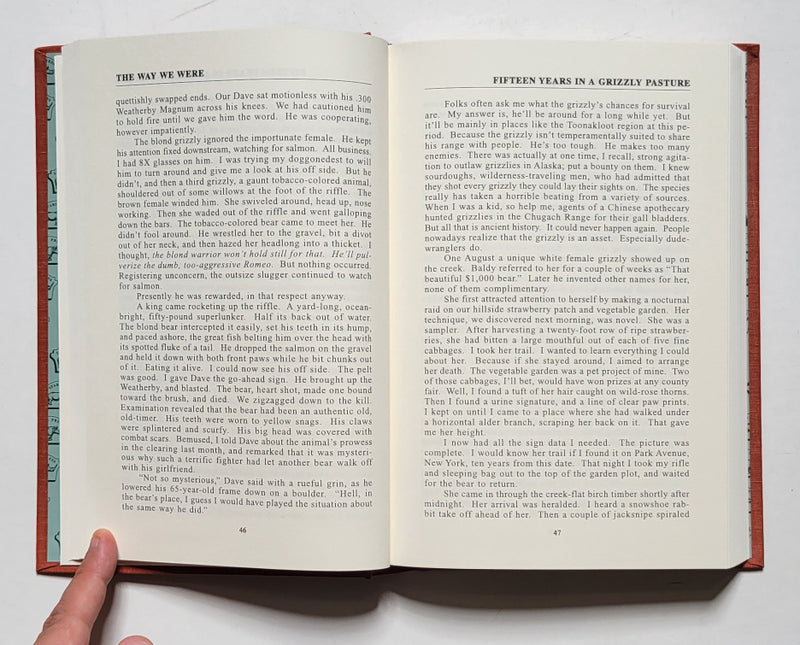 THE WAY WE WERE
quettishly swapped ends. Our Dave sat motionless with his .300
Weatherby Magnum across his knees. We had cautioned him
to hold fire until we gave him the word. He was cooperating,
however impatiently.
The blond grizzly ignored the importunate female. He kept
his attention fixed downstream, watching for salmon. All business.
I had 8X glasses on him. I was trying my doggonedest to will
him to turn around and give me a look at his off side. But he
didn't, and then a third grizzly, a gaunt tobacco-colored animal,
shouldered out of some willows at the foot of the riffle. The
brown female winded him. She swiveled around, head up, nose
working. Then she waded out of the riffle and went galloping
down the bars. The tobacco-colored bear came to meet her. He
didn't fool around. He wrestled her to the gravel, bit a divot
out of her neck, and then hazed her headlong into a thicket. I
thought, the blond warrior won't hold still for that. He'll pul-
verize the dumb, too-aggressive Romeo. But nothing occurred.
Registering unconcern, the outsize slugger continued to watch
for salmon.
Presently he was rewarded, in that respect anyway.
A king came rocketing up the riffle. A yard-long, ocean-
bright, fifty-pound superlunker. Half its back out of water.
The blond bear intercepted it easily, set his teeth in its hump,
and paced ashore, the great fish belting him over the head with
its spotted fluke of a tail. He dropped the salmon on the gravel
and held it down with both front paws while he bit chunks out
of it. Eating it alive. I could now see his off side. The pelt
was good. I gave Dave the go-ahead sign. He brought up the
Weatherby, and blasted. The bear, heart shot, made one bound
toward the brush, and died. We zigzagged down to the kill.
Examination revealed that the bear had been an authentic old,
old-timer. His teeth were worn to yellow snags. His claws
were splintered and scurfy. His big head was covered with
combat scars. Bemused, I told Dave about the animal's prowess
in the clearing last month, and remarked that it was mysteri-
ous why such a terrific fighter had let another bear walk off
with his girlfriend.
"Not so mysterious," Dave said with a rueful grin, as he
lowered his 65-year-old frame down on a boulder. "Hell, in
the bear's place, I guess I would have played the situation about
the same way he did."
46
FIFTEEN YEARS IN A GRIZZLY PASTURE
Folks often ask me what the grizzly's chances for survival
are. My answer is, he'll be around for a long while yet. But
it'll be mainly in places like the Toonakloot region at this pe-
riod. Because the grizzly isn't temperamentally suited to share
his range with people. He's too tough. He makes too many
enemies. There was actually at one time, I recall, strong agita-
tion to outlaw grizzlies in Alaska; put a bounty on them. I knew
sourdoughs, wilderness-traveling men, who had admitted that
they shot every grizzly they could lay their sights on. The species
really has taken a horrible beating from a variety of sources.
When I was a kid, so help me, agents of a Chinese apothecary
hunted grizzlies in the Chugach Range for their gall bladders.
But all that is ancient history. It could never happen again. People
nowadays realize that the grizzly is an asset. Especially dude-
wranglers do.
One August a unique white female grizzly showed up on
the creek. Baldy referred to her for a couple of weeks as "That
beautiful $1,000 bear." Later he invented other names for her,
none of them complimentary.
She first attracted attention to herself by making a nocturnal
raid on our hillside strawberry patch and vegetable garden. Her
technique, we discovered next morning, was novel. She was a
sampler. After harvesting a twenty-foot row of ripe strawber-
ries, she had bitten a large mouthful out of each of five fine
cabbages. I took her trail. I wanted to learn everything I could
about her. Because if she stayed around, I aimed to arrange
her death. The vegetable garden was a pet project of mine. Two
of those cabbages, I'll bet, would have won prizes at any county
fair. Well, I found a tuft of her hair caught on wild-rose thorns.
Then I found a urine signature, and a line of clear paw prints.
I kept on until I came to a place where she had walked under
a horizontal alder branch, scraping her back on it. That gave
me her height.
I now had all the sign data I needed. The picture was
complete. I would know her trail if I found it on Park Avenue,
New York, ten years from this date. That night I took my rifle
and sleeping bag out to the top of the garden plot, and waited
for the bear to return.
She came in through the creek-flat birch timber shortly after
midnight. Her arrival was heralded. I heard a snowshoe rab-
bit take off ahead of her. Then a couple of jacksnipe spiraled
47